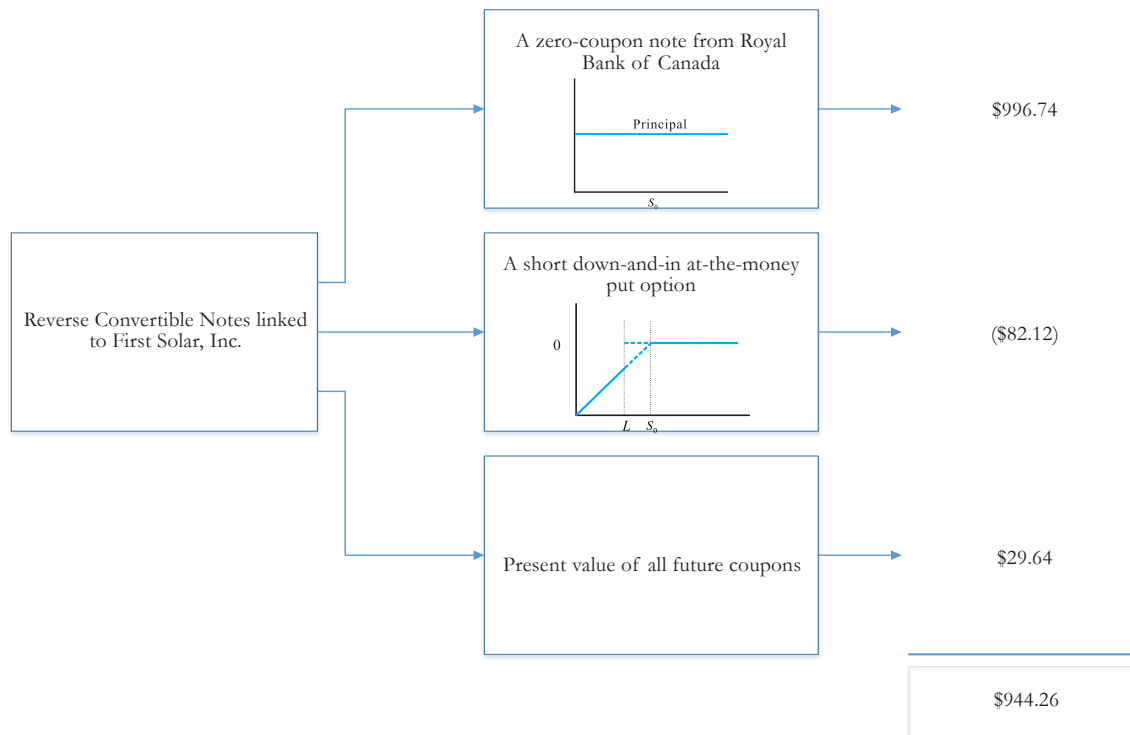 A zero-coupon note from Royal
Bank of Canada
Principal
S₀
$996.74
Reverse Convertible Notes linked
to First Solar, Inc.
A short down-and-in at-the-money
put option
0
L S₀
($82.12)
Present value of all future coupons
$29.64
$944.26